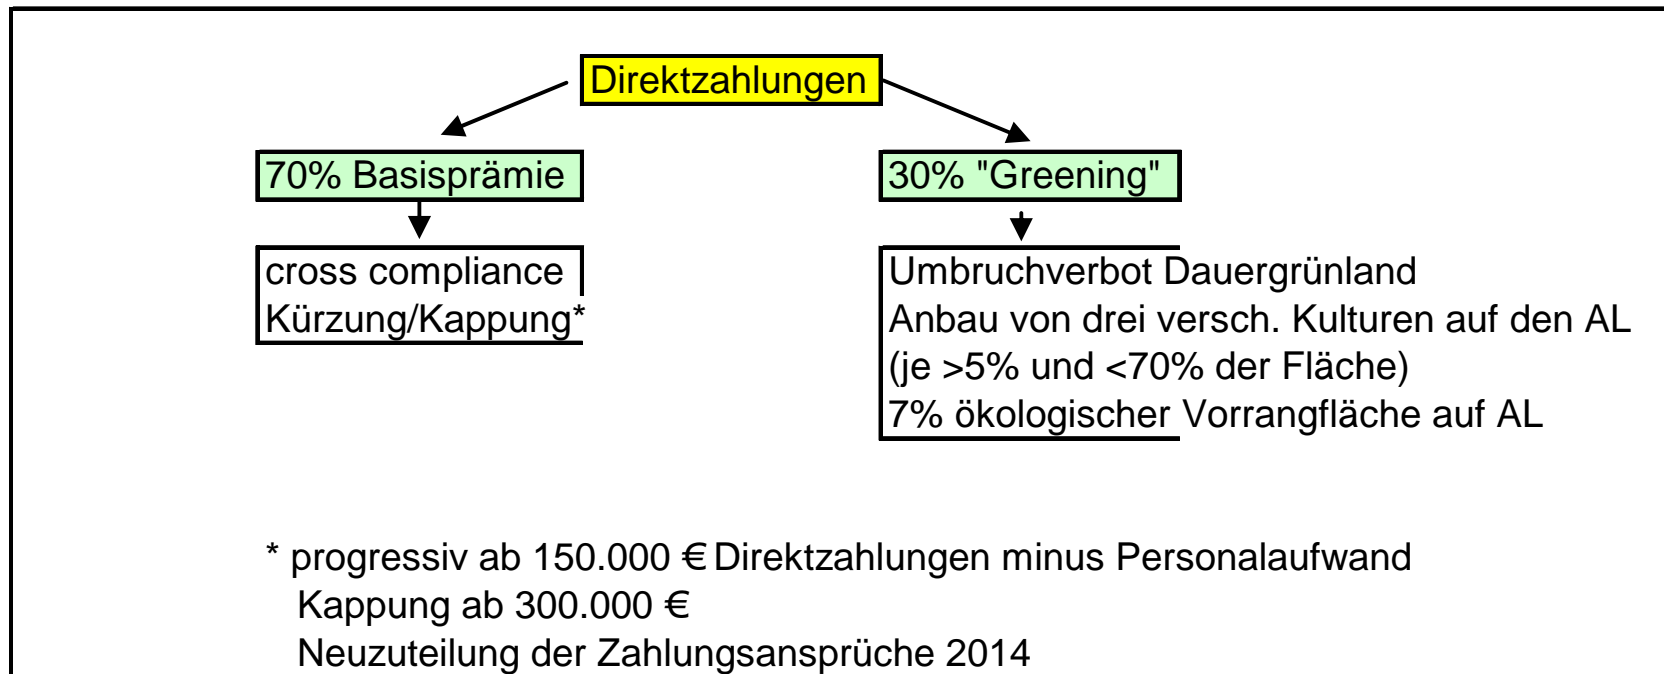 Direktzahlungen
70% Basisprämie
30% "Greening"
cross compliance
Kürzung/Kappung*
Umbruchverbot Dauergrünland
Anbau von drei versch. Kulturen auf den AL
(je >5% und <70% der Fläche)
7% ökologischer Vorrangfläche auf AL
* progressiv ab 150.000 € Direktzahlungen minus Personalaufwand
Kappung ab 300.000 €
Neuzuteilung der Zahlungsansprüche 2014